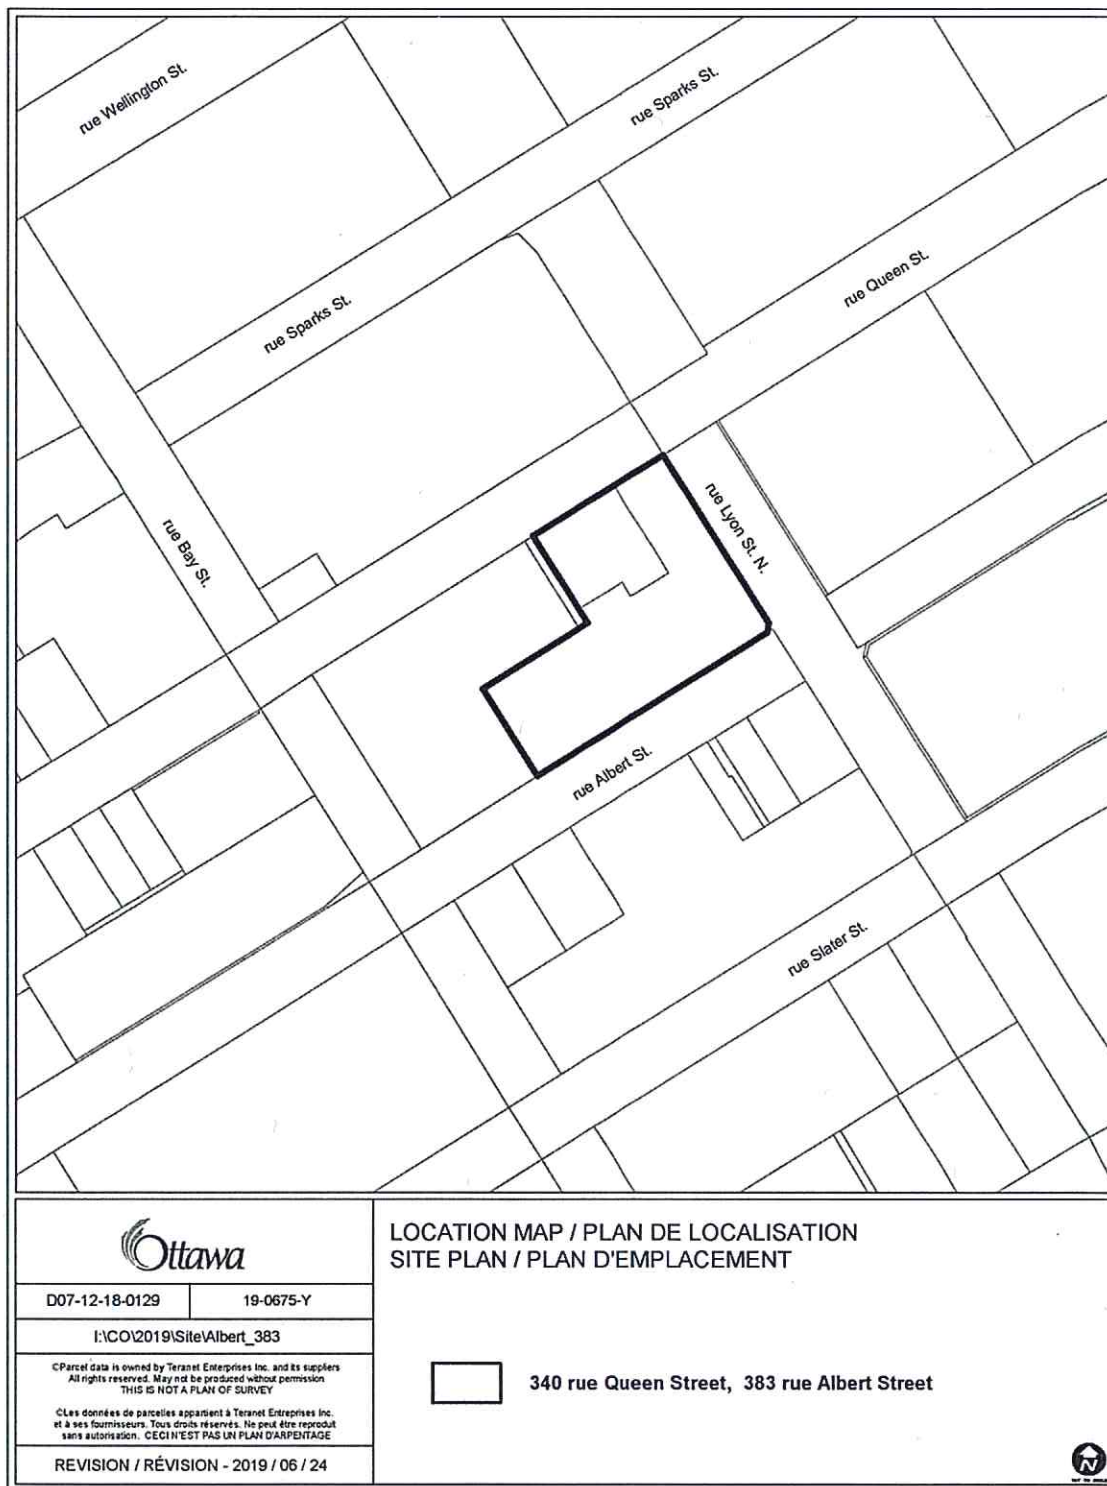 rue Wellington St.
rue Sparks St.
rue Queen St.
rue Sparks St.
rue Lyon St. N.
rue Bay St.
rue Albert St.
rue Slater St.
Ottawa
D07-12-18-0129
19-0675-Y
I:\CO\2019\Site\Albert_383
©Parcel data is owned by Teranet Enterprises Inc. and its suppliers
All rights reserved. May not be produced without permission
THIS IS NOT A PLAN OF SURVEY
©Les données de parcelles appartient à Teranet Entreprises Inc.
et à ses fournisseurs. Tous droits réservés. Ne peut être reproduit
sans autorisation. CECI N'EST PAS UN PLAN D'ARPENTAGE
REVISION / RÉVISION - 2019 / 06 / 24
LOCATION MAP / PLAN DE LOCALISATION
SITE PLAN / PLAN D'EMPLACEMENT
340 rue Queen Street, 383 rue Albert Street
N